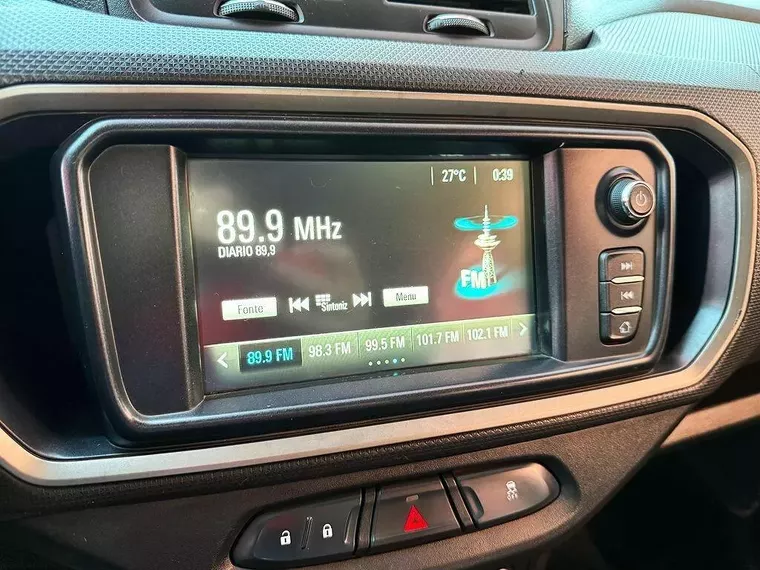 27°C 0:39
89.9 MHz
DIARIO 89,9
FM
Fonte Sintoniz Menu
89.9 FM 98.3 FM 99.5 FM 101.7 FM 102.1 FM